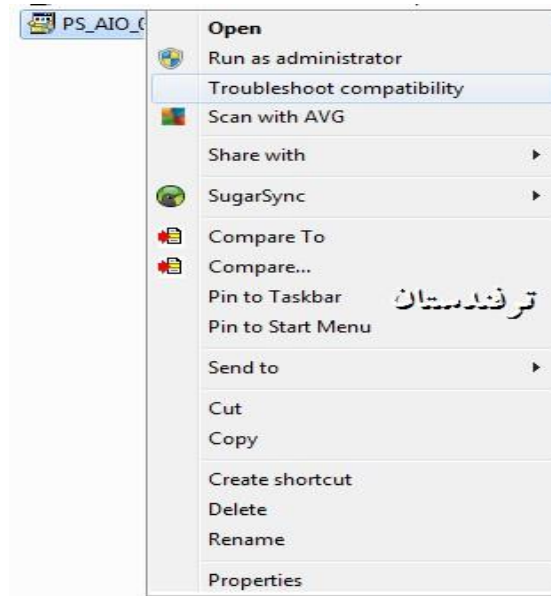 PS_AIO_
Open
Run as administrator
Troubleshoot compatibility
Scan with AVG
Share with
SugarSync
Compare To
Compare...
Pin to Taskbar
ترفندستان
Pin to Start Menu
Send to
Cut
Copy
Create shortcut
Delete
Rename
Properties